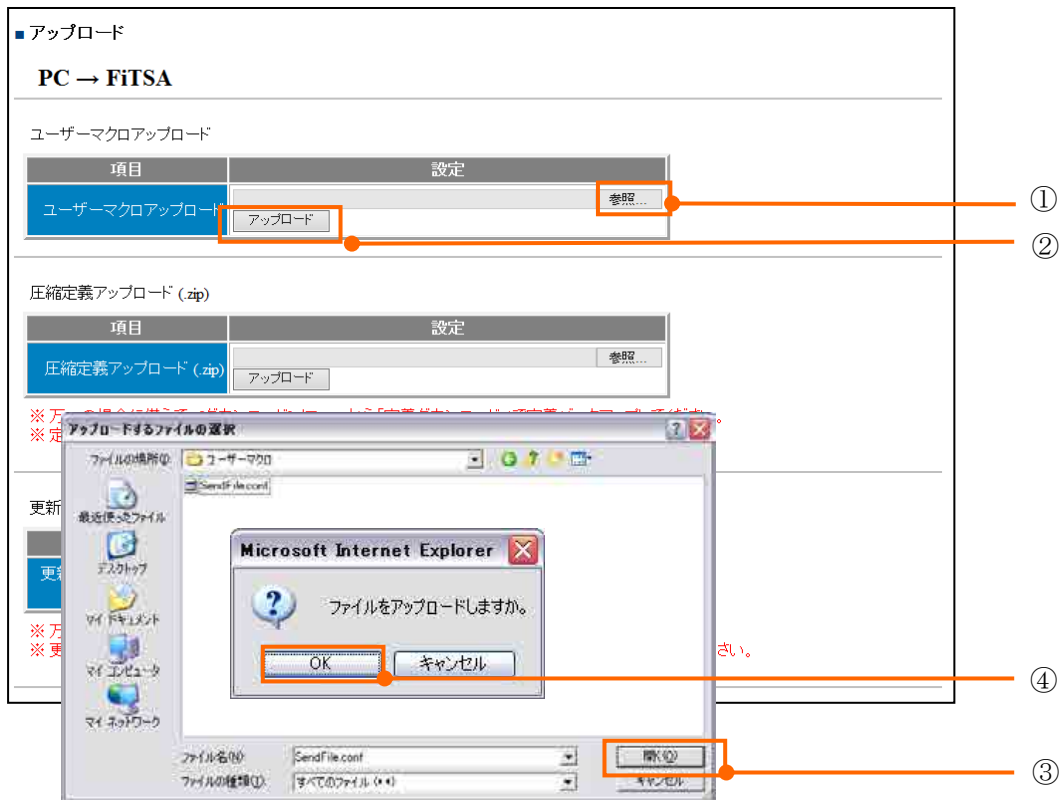 ■ アップロード
PC → FiTSA
ユーザーマクロアップロード
項目 設定
ユーザーマクロアップロード 参照...
アップロード
①
②
圧縮定義アップロード (.zip)
項目 設定
圧縮定義アップロード (.zip) 参照...
アップロード
※万
※定
アップロードするファイルの選択
ファイルの場所(I): ユーザーマクロ
SendFile.conf
最近使ったファイル
デスクトップ
マイ ドキュメント
マイ コンピュータ
マイ ネットワーク
更新
更新
Microsoft Internet Explorer
ファイルをアップロードしますか。
OK キャンセル
※万
※更 さい。
④
ファイル名(N): SendFile.conf 開く(O)
ファイルの種類(T): すべてのファイル (*.*) キャンセル
③